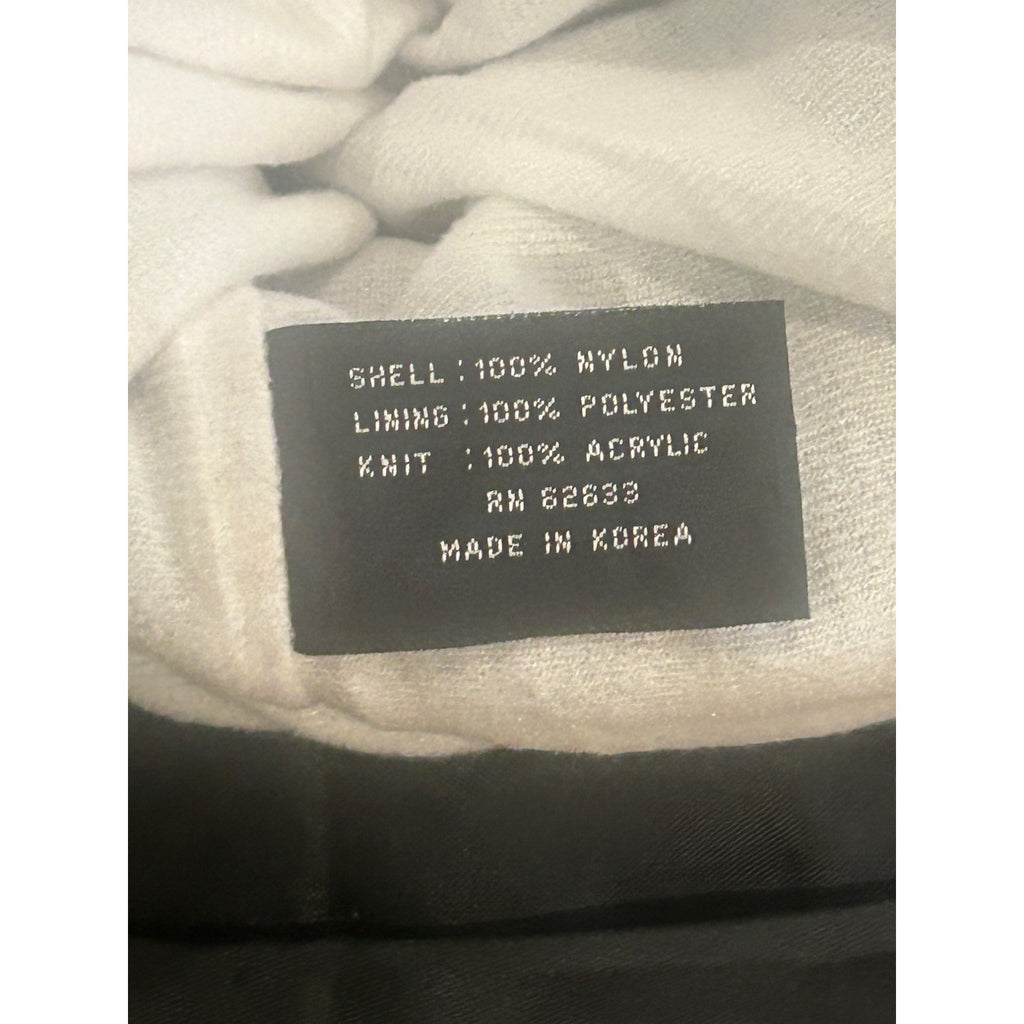 SHELL : 100% NYLON
LINING : 100% POLYESTER
KNIT : 100% ACRYLIC
RN 62633
MADE IN KOREA